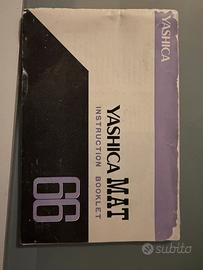 YASHICA
YASHICA MAT
INSTRUCTION BOOKLET
66
subito